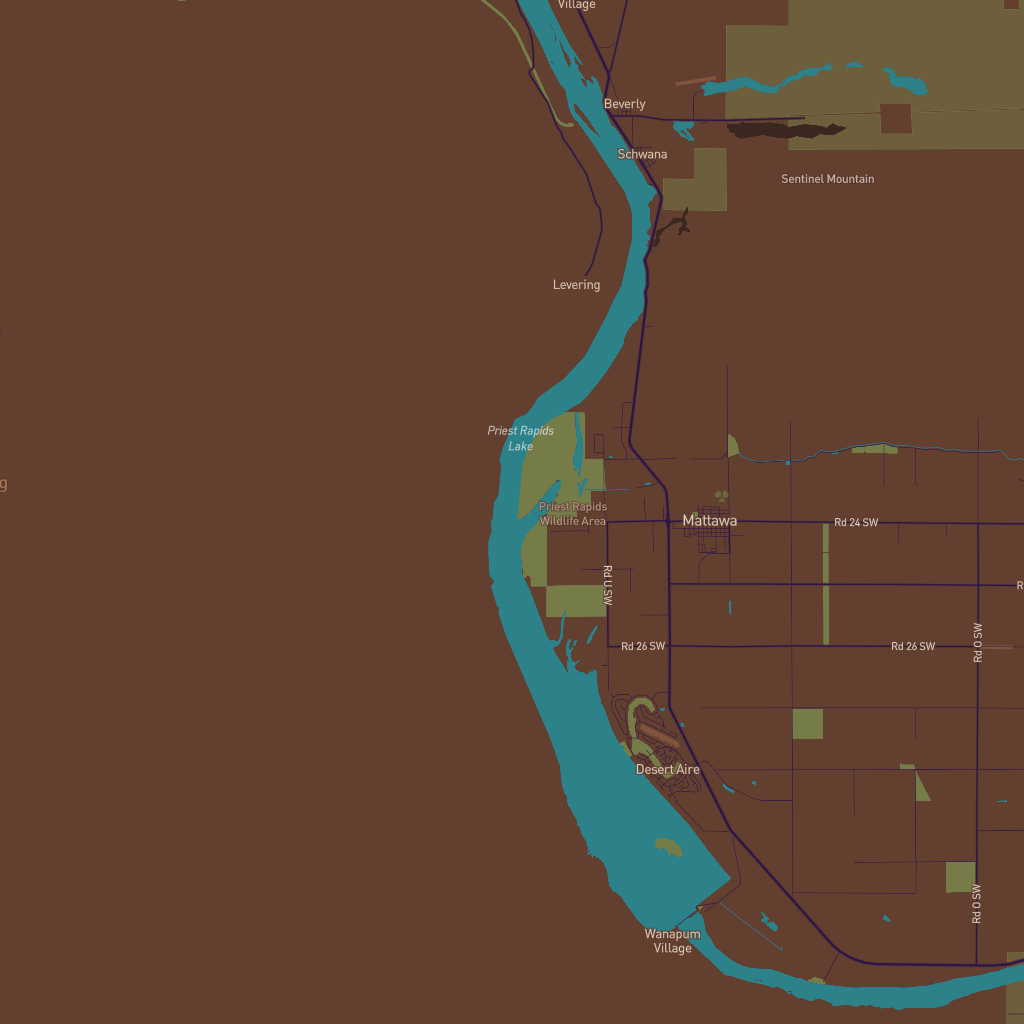 Village
Beverly
Schwana
Sentinel Mountain
Levering
Priest Rapids
Lake
g
Priest Rapids
Wildlife Area
Mattawa
Rd 24 SW
Rd U SW
R
Rd O SW
Rd 26 SW
Rd 26 SW
Desert Aire
Rd O SW
Wanapum
Village